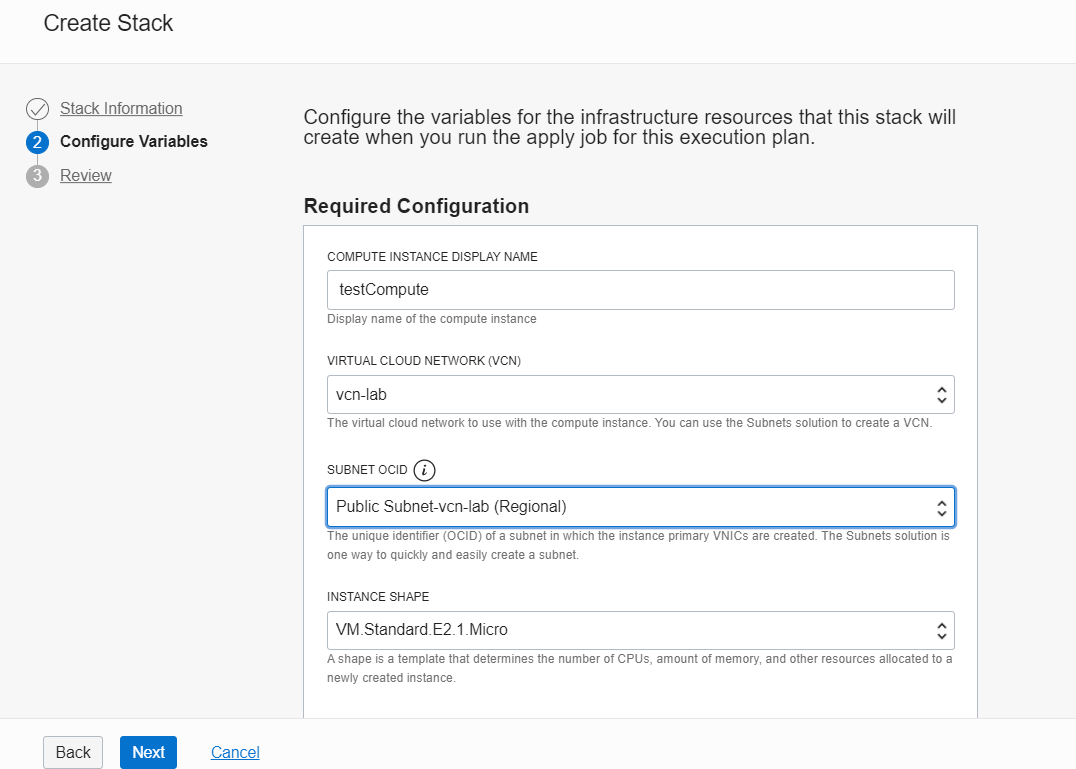 Create Stack
Stack Information
2 Configure Variables
3 Review
Configure the variables for the infrastructure resources that this stack will
create when you run the apply job for this execution plan.
Required Configuration
COMPUTE INSTANCE DISPLAY NAME
testCompute
Display name of the compute instance
VIRTUAL CLOUD NETWORK (VCN)
vcn-lab
The virtual cloud network to use with the compute instance. You can use the Subnets solution to create a VCN.
SUBNET OCID i
Public Subnet-vcn-lab (Regional)
The unique identifier (OCID) of a subnet in which the instance primary VNICs are created. The Subnets solution is
one way to quickly and easily create a subnet.
INSTANCE SHAPE
VM.Standard.E2.1.Micro
A shape is a template that determines the number of CPUs, amount of memory, and other resources allocated to a
newly created instance.
Back Next Cancel